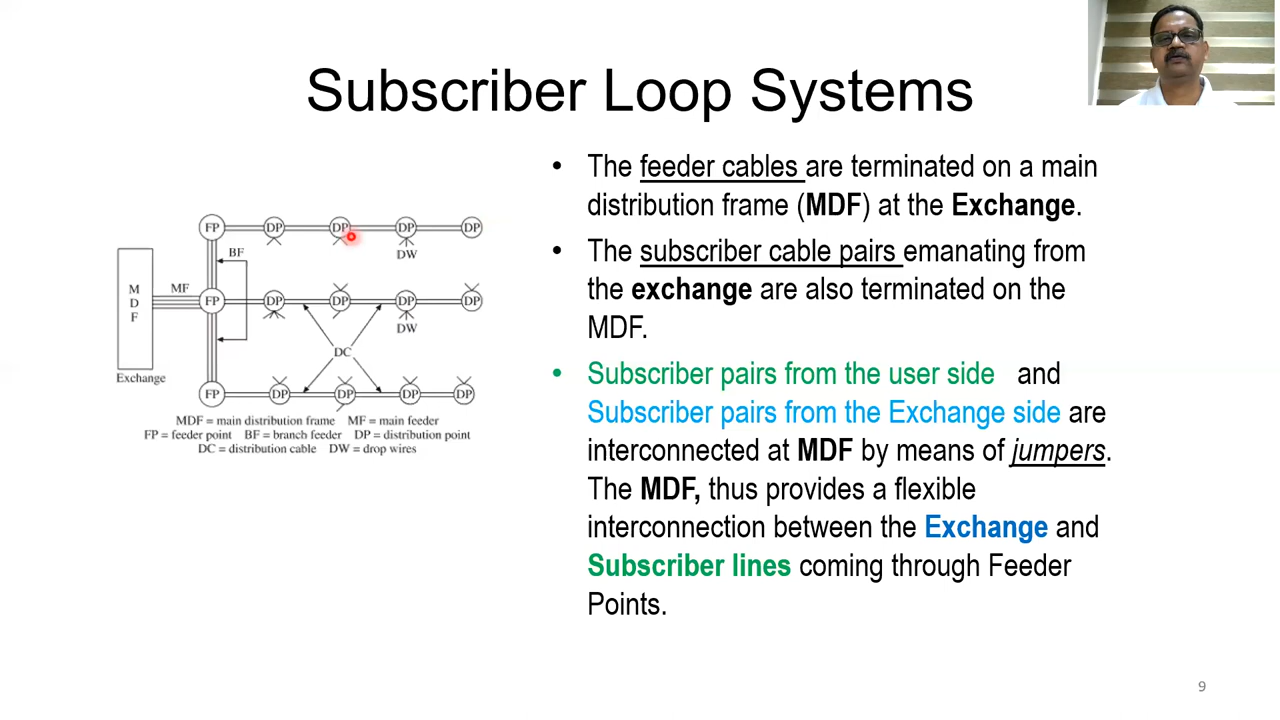 Subscriber Loop Systems
FP DP DP DP DP
BF DW
M
D
F
MF FP DP DP DP DP
DW
DC
Exchange
FP DP DP DP DP
MDF = main distribution frame MF = main feeder
FP = feeder point BF = branch feeder DP = distribution point
DC = distribution cable DW = drop wires
• The feeder cables are terminated on a main
distribution frame (MDF) at the Exchange.
• The subscriber cable pairs emanating from
the exchange are also terminated on the
MDF.
• Subscriber pairs from the user side and
Subscriber pairs from the Exchange side are
interconnected at MDF by means of jumpers.
The MDF, thus provides a flexible
interconnection between the Exchange and
Subscriber lines coming through Feeder
Points.
9